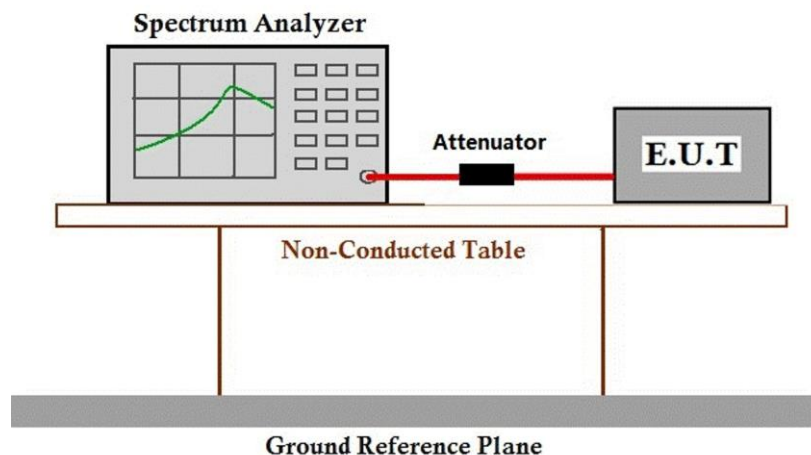 Spectrum Analyzer
Attenuator
E.U.T
Non-Conducted Table
Ground Reference Plane